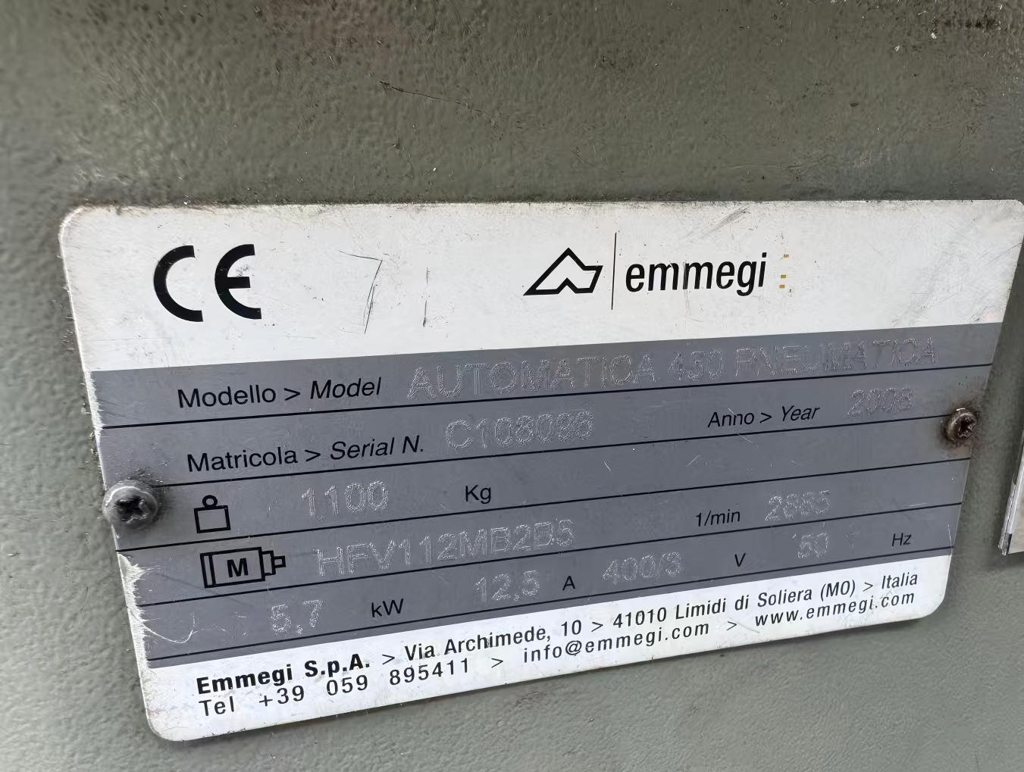 CE
emmegi
Modello > Model AUTOMATICA 450 PNEUMATICA
Matricola > Serial N. Anno > Year
1100 Kg
M HFV112MB2B5 1/min 2885
5,7 kW 12,5 A 400/3 V 50 Hz
Emmegi S.p.A. > Via Archimede, 10 > 41010 Limidi di Soliera (MO) > Italia
Tel +39 059 895411 > info@emmegi.com > www.emmegi.com